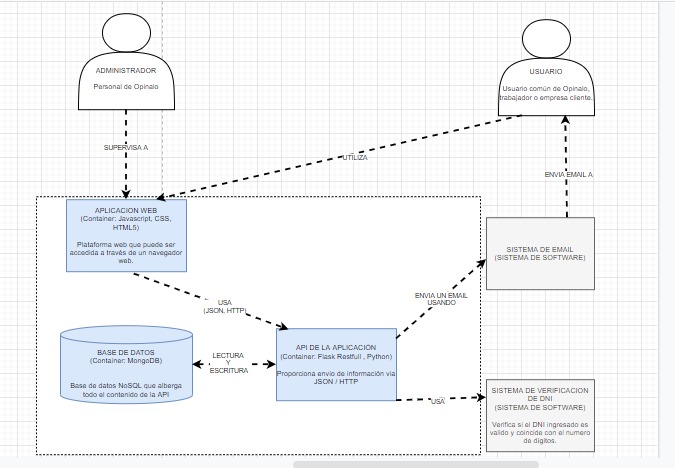 ADMINISTRADOR
Personal de Opinalo
USUARIO
Usuario común de Opinalo,
trabajador o empresa cliente.
SUPERVISA A
UTILIZA
ENVIA EMAIL A
APLICACION WEB
(Container: Javascript, CSS,
HTML5)
Plataforma web que puede ser
accedida a través de un navegador
web.
SISTEMA DE EMAIL
(SISTEMA DE SOFTWARE)
USA
(JSON, HTTP)
ENVIA UN EMAIL
USANDO
BASE DE DATOS
(Container: MongoDB)
Base de datos NoSQL que alberga
todo el contenido de la API
LECTURA
Y
ESCRITURA
API DE LA APLICACIÓN
(Container: Flask Restfull , Python)
Proporciona envio de información via
JSON / HTTP
USA
SISTEMA DE VERIFICACION
DE DNI
(SISTEMA DE SOFTWARE)
Verifica si el DNI ingresado es
valido y coincide con el numero
de digitos.